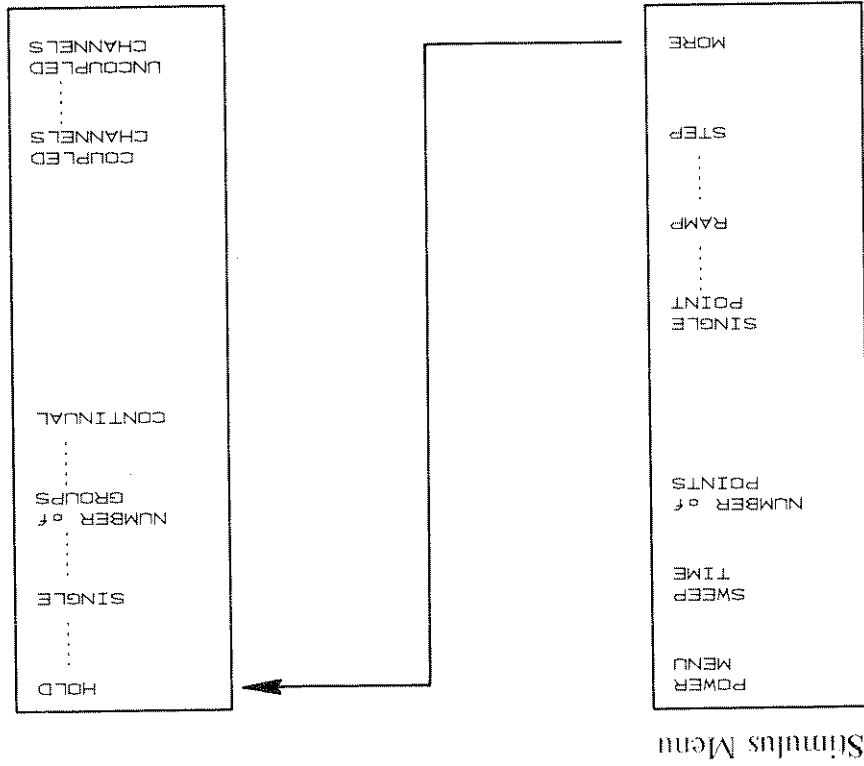 Stimulus Menu
POWER
MENU
SWEEP
TIME
NUMBER of
POINTS
SINGLE
POINT
RAMP
STEP
MORE
HOLD
SINGLE
NUMBER of
GROUPS
CONTINUAL
COUPLED
CHANNELS
UNCOUPLED
CHANNELS